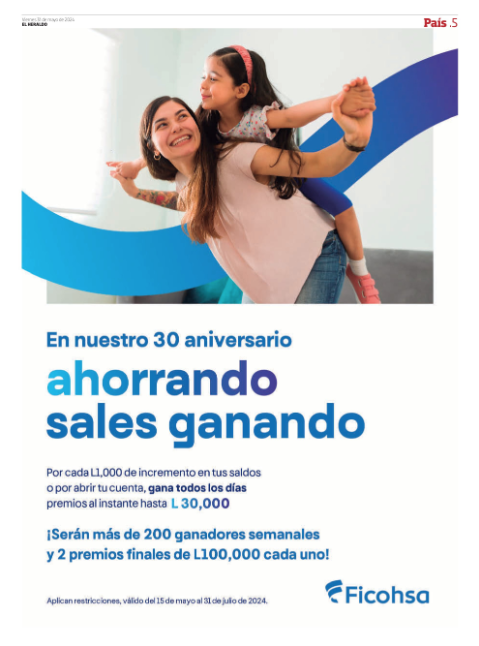 Viernes 31 de mayo de 2024
EL HERALDO
País .5
En nuestro 30 aniversario
ahorrando
sales ganando
Por cada L1,000 de incremento en tus saldos
o por abrir tu cuenta, gana todos los días
premios al instante hasta L 30,000
¡Serán más de 200 ganadores semanales
y 2 premios finales de L100,000 cada uno!
Aplican restricciones, válido del 15 de mayo al 31 de julio de 2024.
Ficohsa